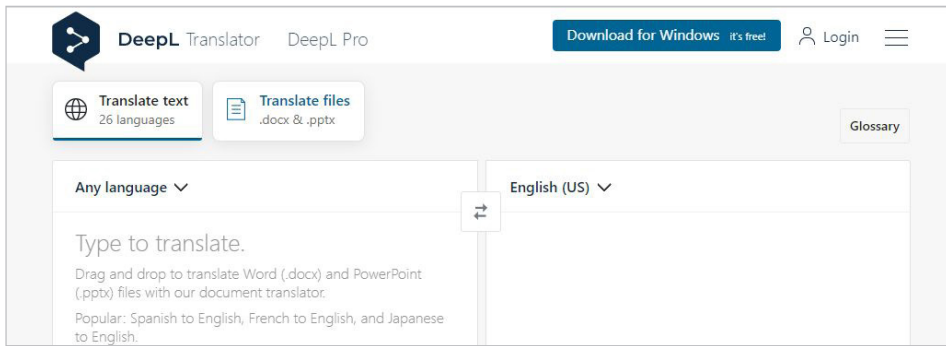 DeepL Translator DeepL Pro Download for Windows it's free! Login
Translate text Translate files
26 languages .docx & .pptx
Glossary
Any language English (US)
Type to translate.
Drag and drop to translate Word (.docx) and PowerPoint
(.pptx) files with our document translator.
Popular: Spanish to English, French to English, and Japanese
to English.